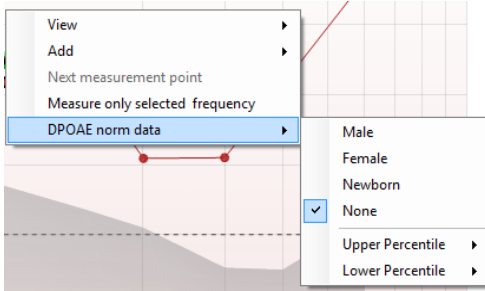 View
Add
Next measurement point
Measure only selected frequency
DPOAE norm data
Male
Female
Newborn
None
Upper Percentile
Lower Percentile